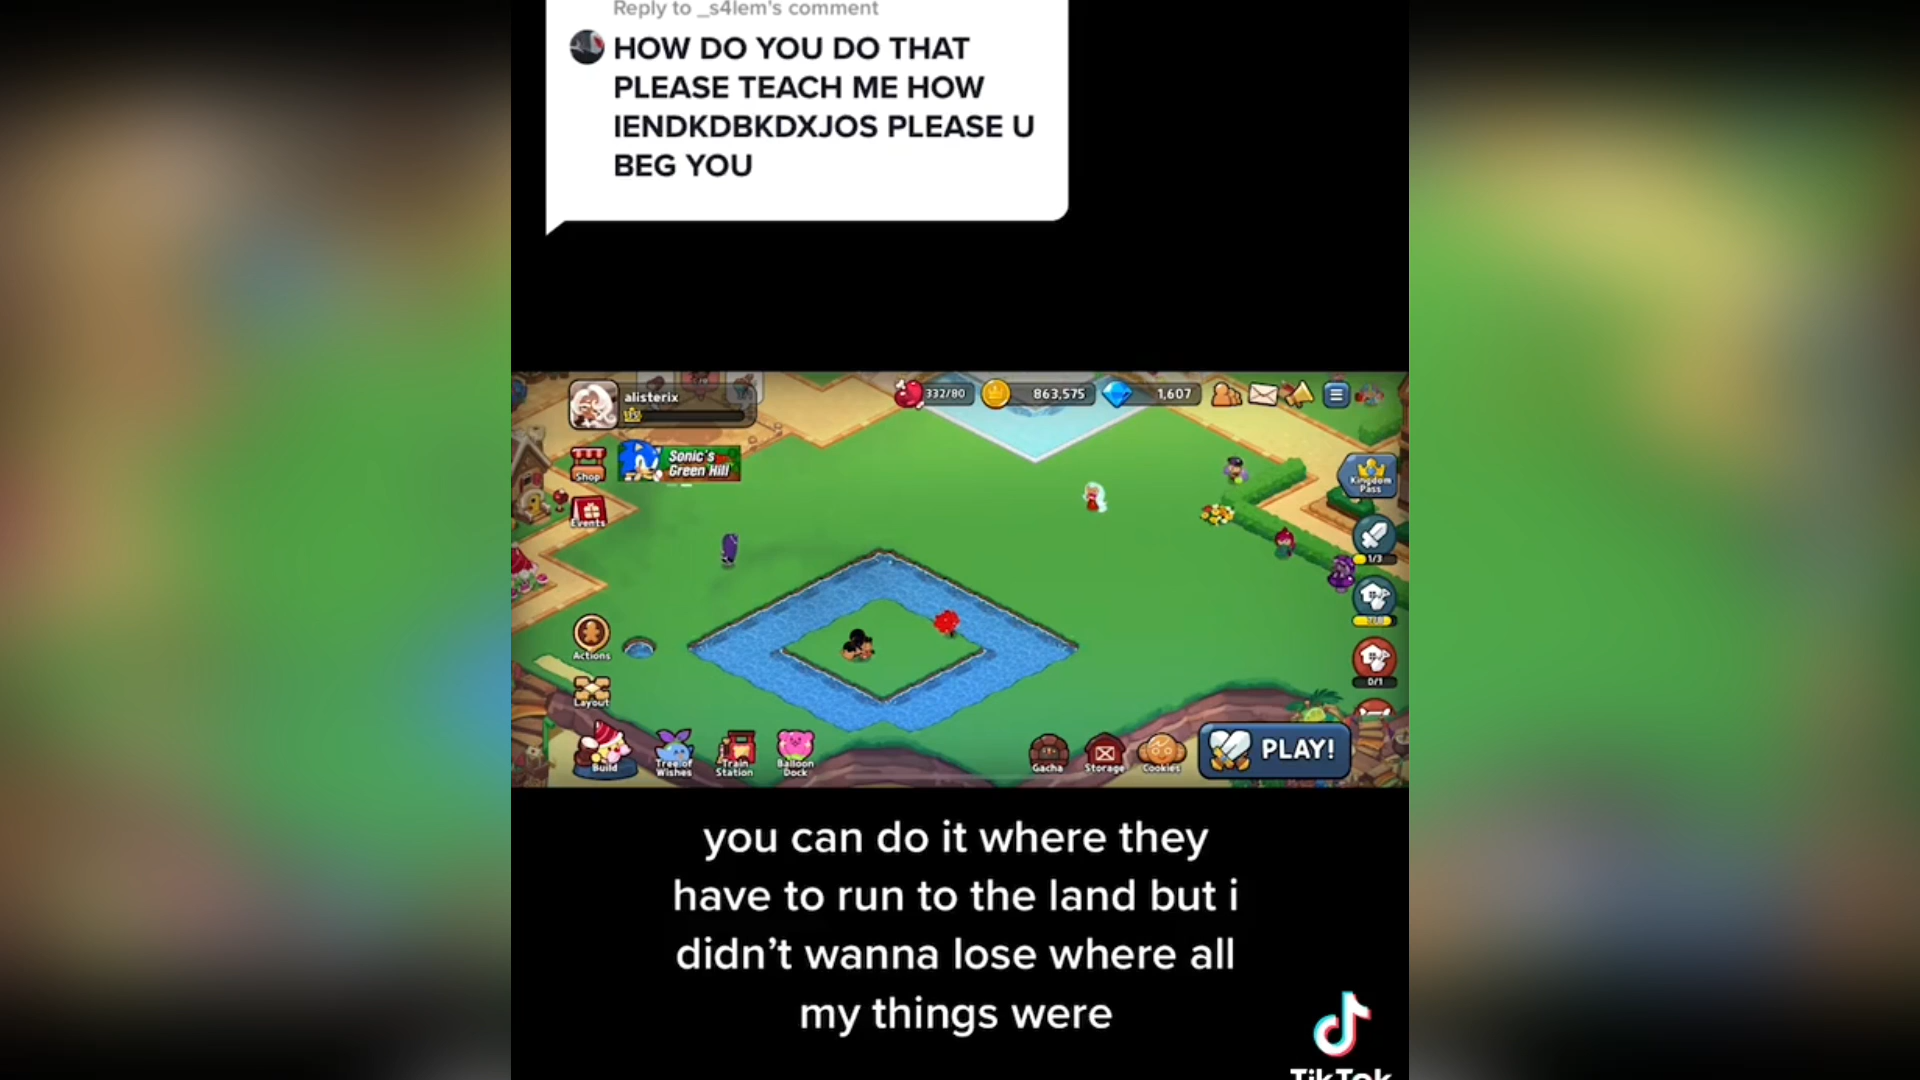 Reply to _s4lem's comment
HOW DO YOU DO THAT
PLEASE TEACH ME HOW
IENDKDBKDXJOS PLEASE U
BEG YOU
alisterix
332/80
863,575
1,607
Shop
Sonic's
Green Hill
Events
Kingdom
Pass
1/3
7/8
0/1
Actions
Layout
Build
Tree of
Wishes
Train
Station
Balloon
Dock
Gacha
Storage
Cookies
PLAY!
you can do it where they
have to run to the land but i
didn't wanna lose where all
my things were
TikTok